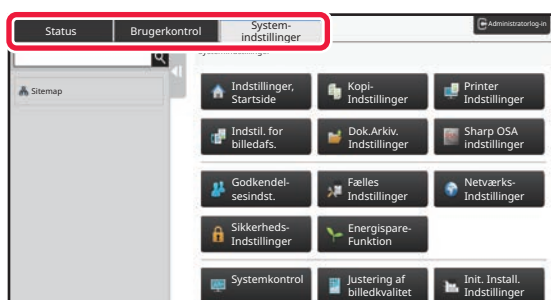 Status
Brugerkontrol
System-
indstillinger
Administratorlog-in
Sitemap
Indstillinger,
Startside
Kopi-
Indstillinger
Printer
Indstillinger
Indstil. for
billedafs.
Dok.Arkiv.
Indstillinger
Sharp OSA
indstillinger
Godkendel-
sesindst.
Fælles
Indstillinger
Netværks-
Indstillinger
Sikkerheds-
Indstillinger
Energispare-
Funktion
Systemkontrol
Justering af
billedkvalitet
Init. Install.
Indstillinger